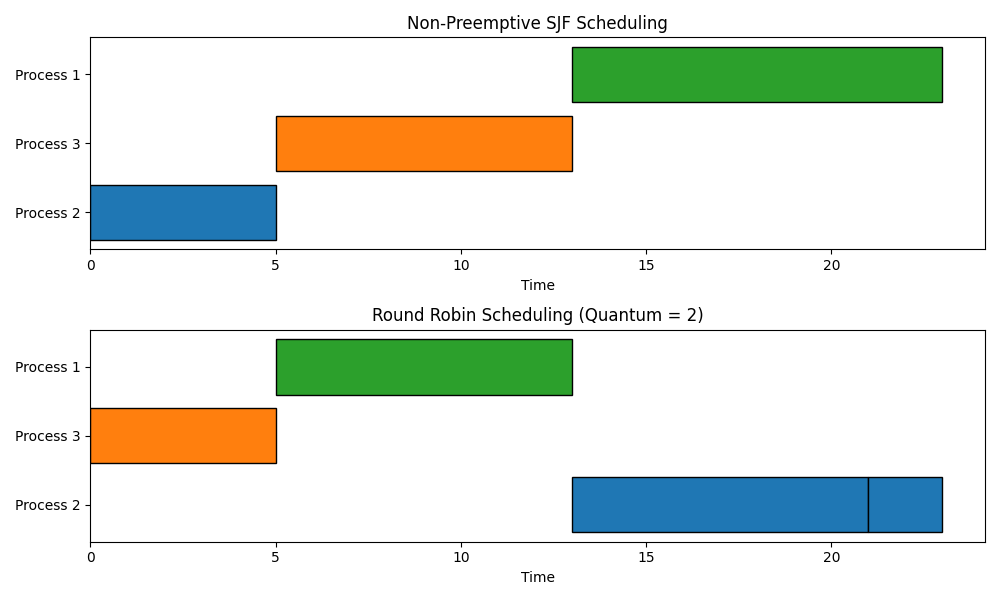 Non-Preemptive SJF Scheduling
Process 1
Process 3
Process 2
0 5 10 15 20
Time
Round Robin Scheduling (Quantum = 2)
Process 1
Process 3
Process 2
0 5 10 15 20
Time